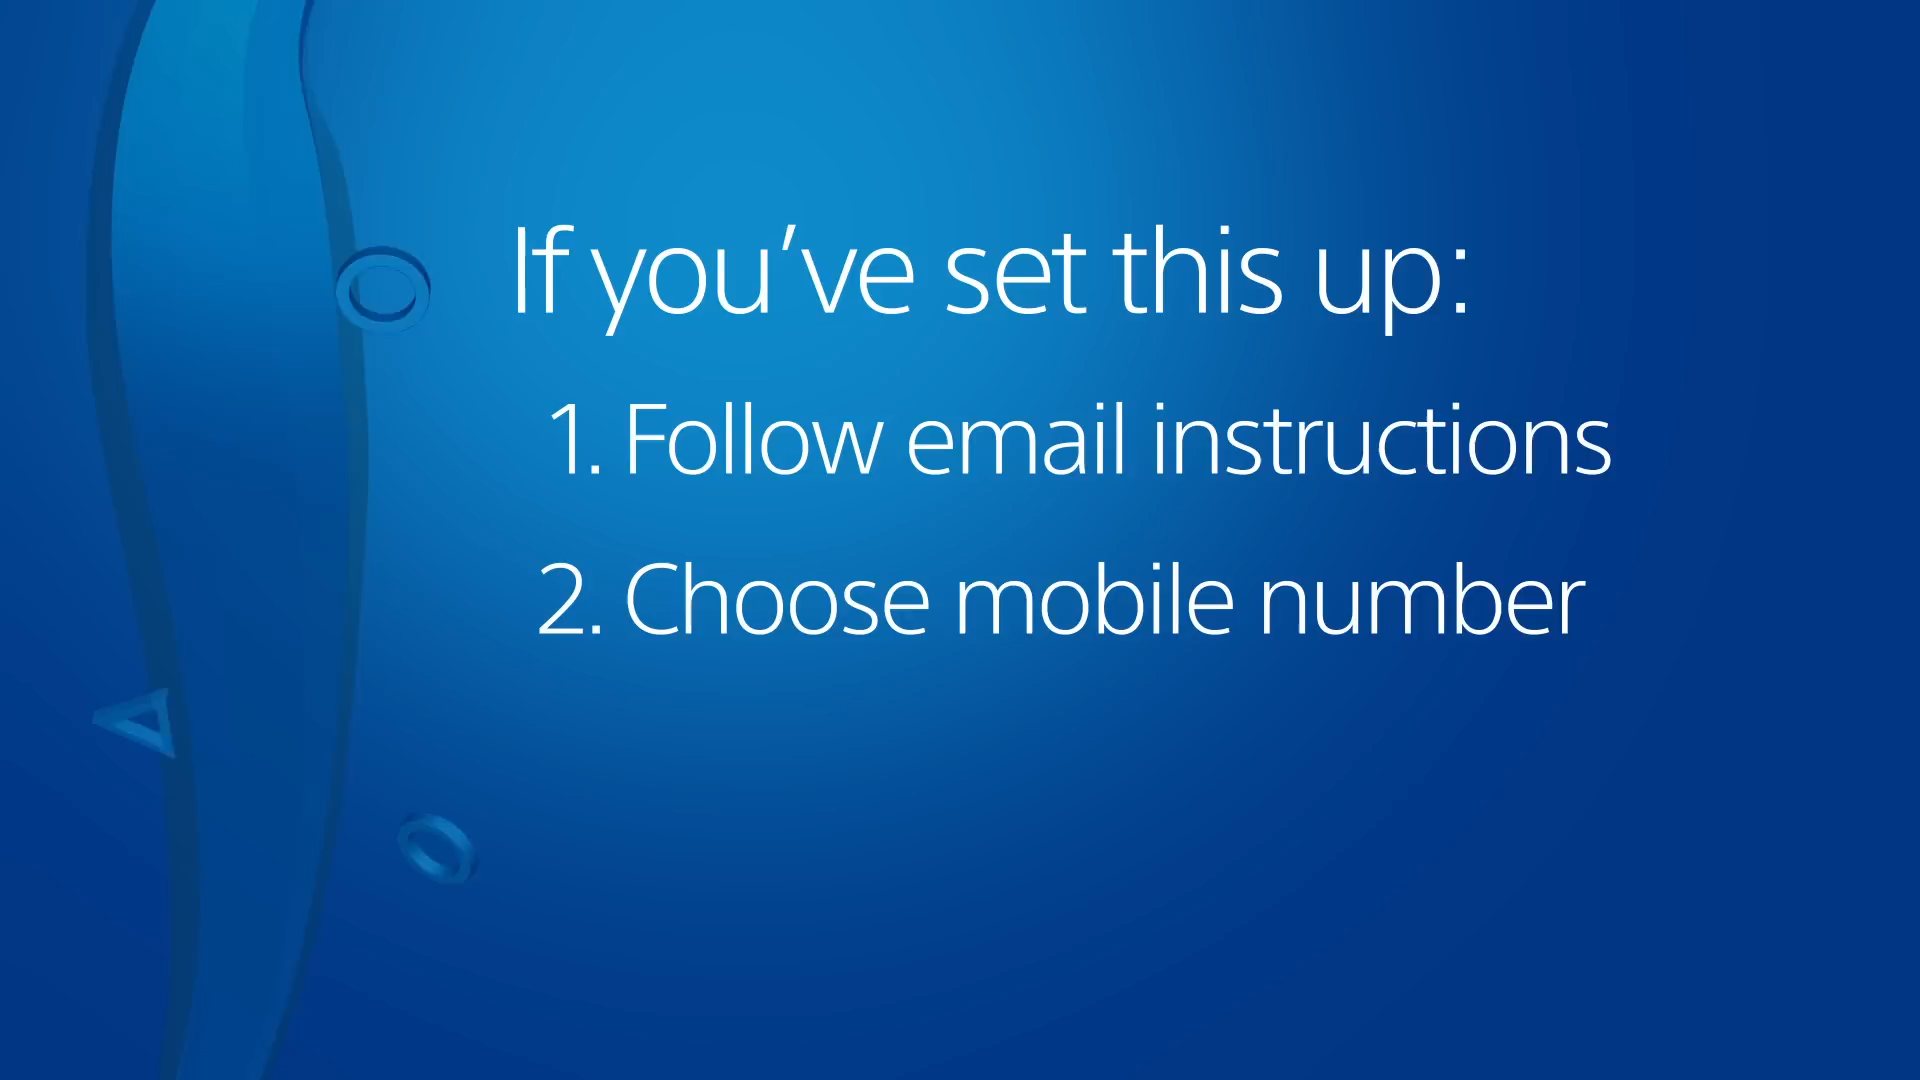 If you’ve set this up:
1. Follow email instructions
2. Choose mobile number